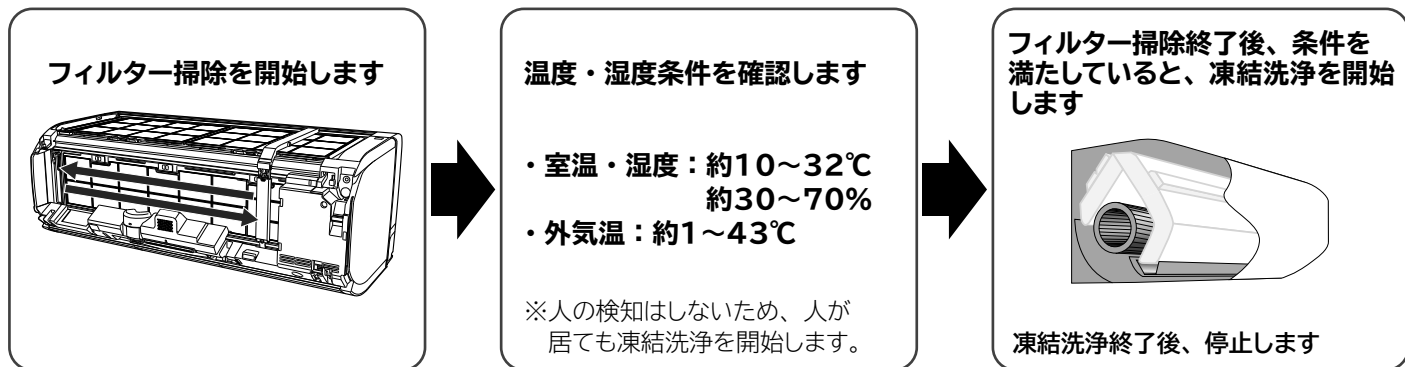 フィルター掃除を開始します
温度・湿度条件を確認します
・室温・湿度：約10～32℃
約30～70%
・外気温：約1～43℃
※人の検知はしないため、人が
居ても凍結洗浄を開始します。
フィルター掃除終了後、条件を
満たしていると、凍結洗浄を開始
します
凍結洗浄終了後、停止します